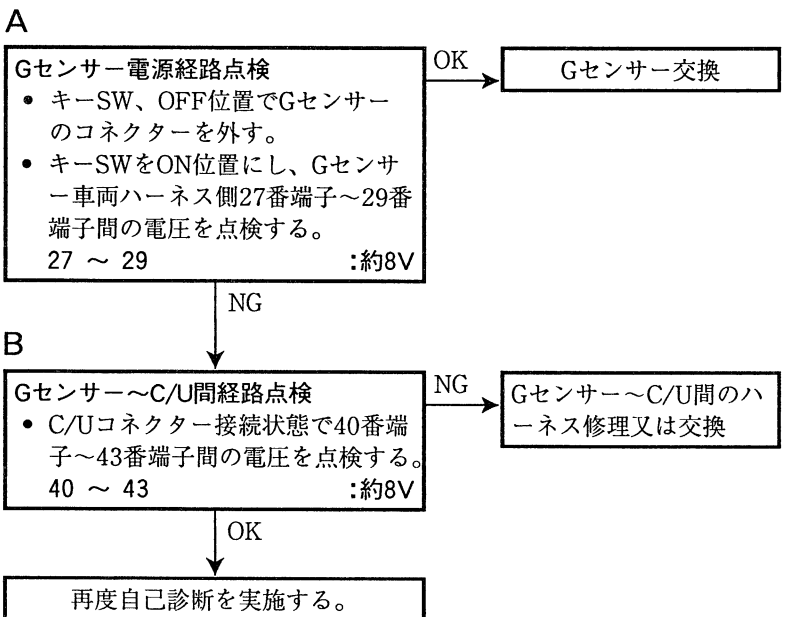 A
Gセンサー電源経路点検
• キーSW、OFF位置でGセンサー
のコネクターを外す。
• キーSWをON位置にし、Gセンサ
ー車両ハーネス側27番端子～29番
端子間の電圧を点検する。
27 ～ 29 :約8V
OK
Gセンサー交換
NG
B
Gセンサー～C/U間経路点検
• C/Uコネクター接続状態で40番端
子～43番端子間の電圧を点検する。
40 ～ 43 :約8V
NG
Gセンサー～C/U間のハ
ーネス修理又は交換
OK
再度自己診断を実施する。